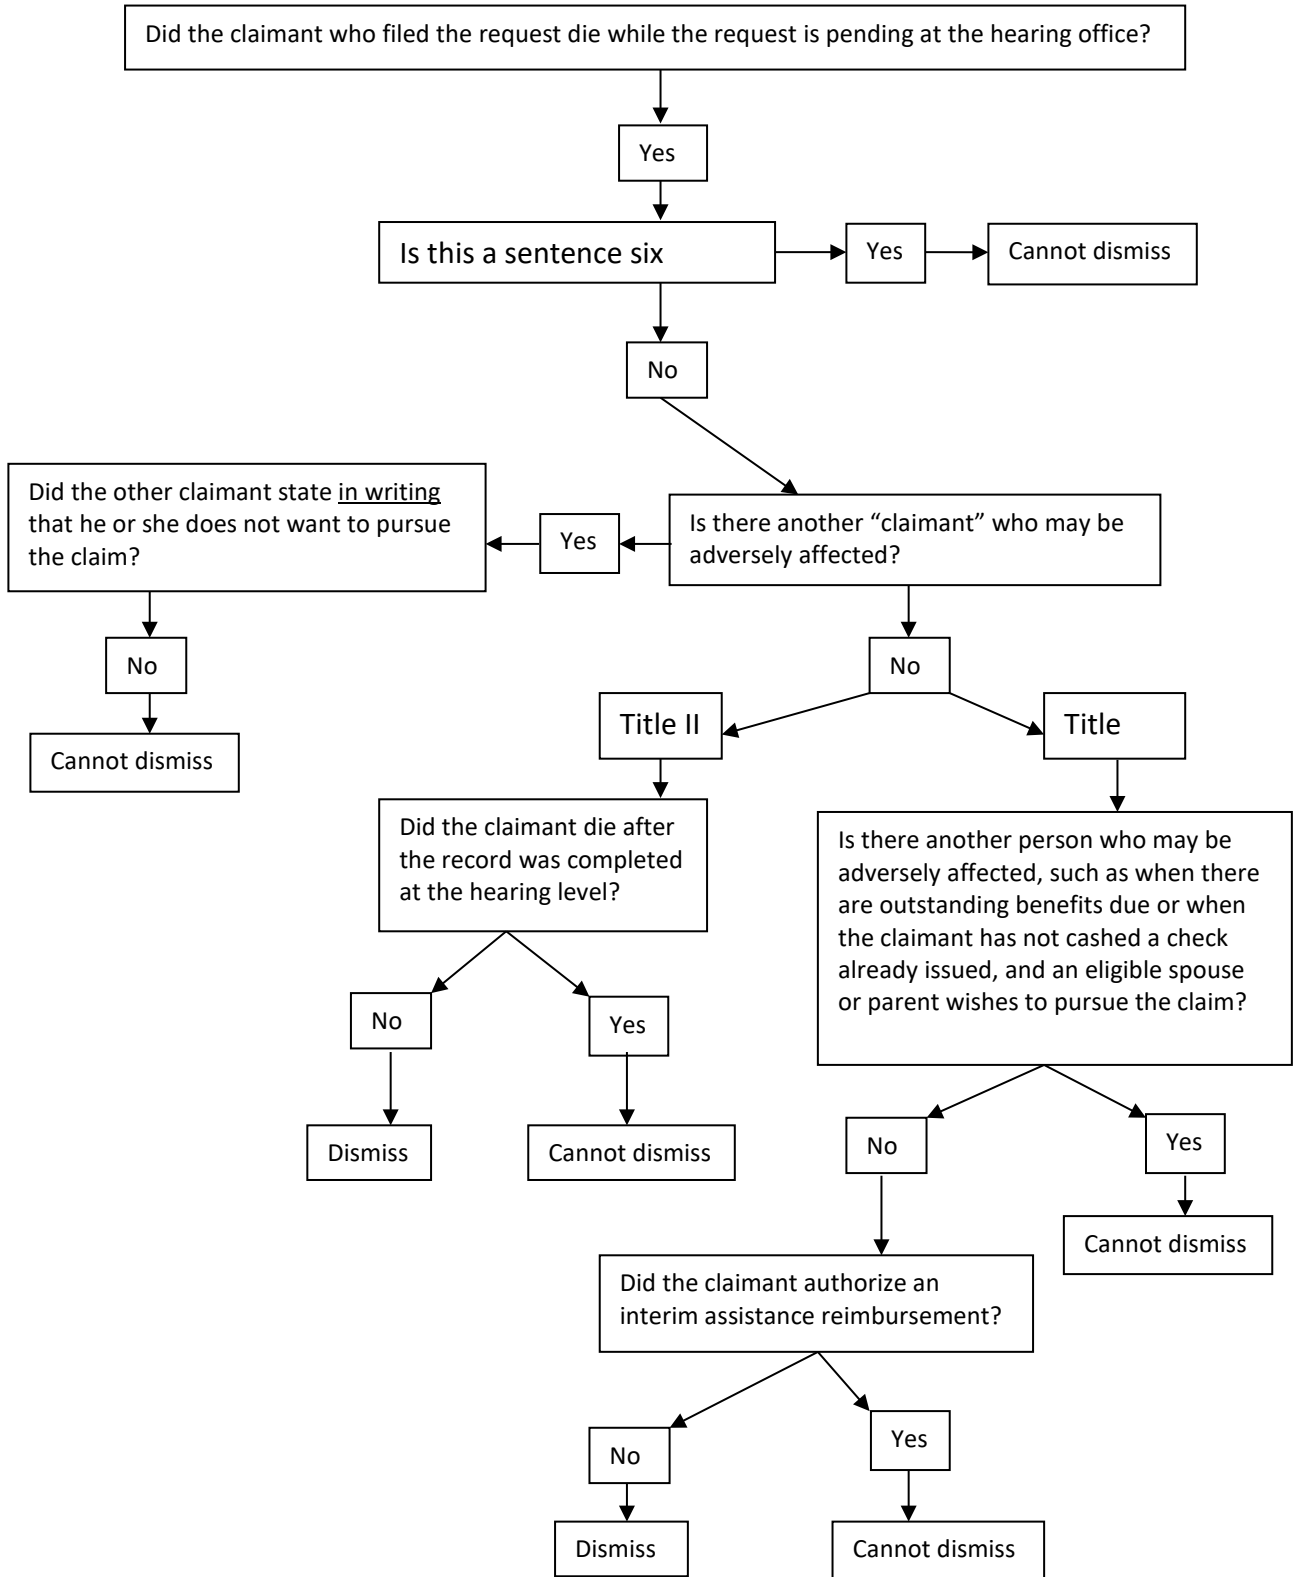 Did the claimant who filed the request die while the request is pending at the hearing office?
Yes
Is this a sentence six
Yes
Cannot dismiss
No
Is there another “claimant” who may be
adversely affected?
Yes
Did the other claimant state in writing
that he or she does not want to pursue
the claim?
No
Cannot dismiss
No
Title II
Title
Did the claimant die after
the record was completed
at the hearing level?
No
Yes
Dismiss
Cannot dismiss
Is there another person who may be
adversely affected, such as when there
are outstanding benefits due or when
the claimant has not cashed a check
already issued, and an eligible spouse
or parent wishes to pursue the claim?
No
Yes
Cannot dismiss
Did the claimant authorize an
interim assistance reimbursement?
No
Yes
Dismiss
Cannot dismiss